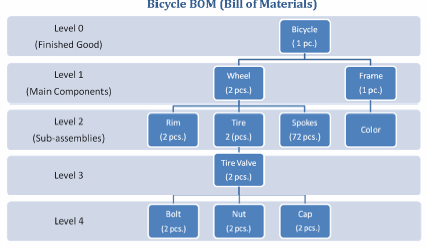 Bicycle BOM (Bill of Materials)
Level 0
(Finished Good)
Bicycle
( 1 pc.)
Level 1
(Main Components)
Wheel
(2 pcs.)
Frame
(1 pc.)
Level 2
(Sub-assemblies)
Rim
(2 pcs.)
Tire
2 (pcs.)
Spokes
(72 pcs.)
Color
Level 3
Tire Valve
(2 pcs.)
Level 4
Bolt
(2 pcs.)
Nut
(2 pcs.)
Cap
(2 pcs.)